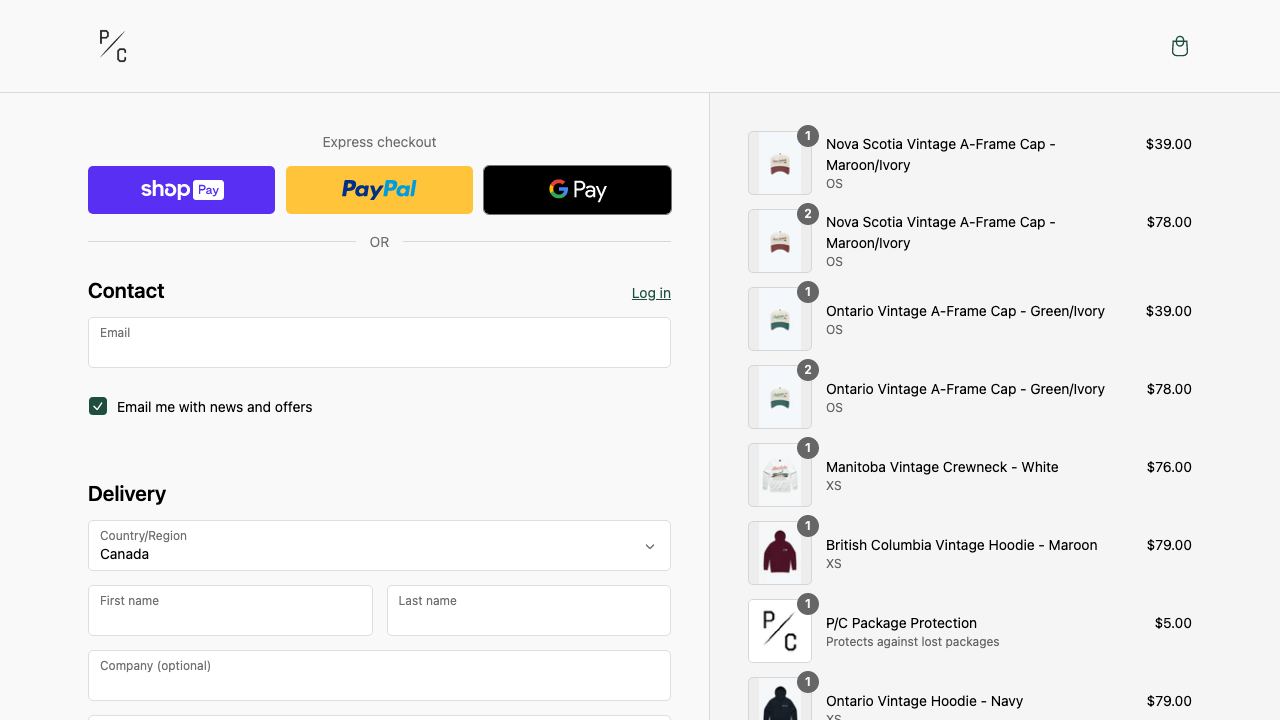 P/C
Express checkout
shop Pay
PayPal
G Pay
OR
Contact
Log in
Email
Email me with news and offers
Delivery
Country/Region
Canada
First name
Last name
Company (optional)
1
Nova Scotia Vintage A-Frame Cap -
Maroon/Ivory
$39.00
OS
2
Nova Scotia Vintage A-Frame Cap -
Maroon/Ivory
$78.00
OS
1
Ontario Vintage A-Frame Cap - Green/Ivory
$39.00
OS
2
Ontario Vintage A-Frame Cap - Green/Ivory
$78.00
OS
1
Manitoba Vintage Crewneck - White
$76.00
XS
1
British Columbia Vintage Hoodie - Maroon
$79.00
XS
P/C
1
P/C Package Protection
$5.00
Protects against lost packages
1
Ontario Vintage Hoodie - Navy
$79.00
XS